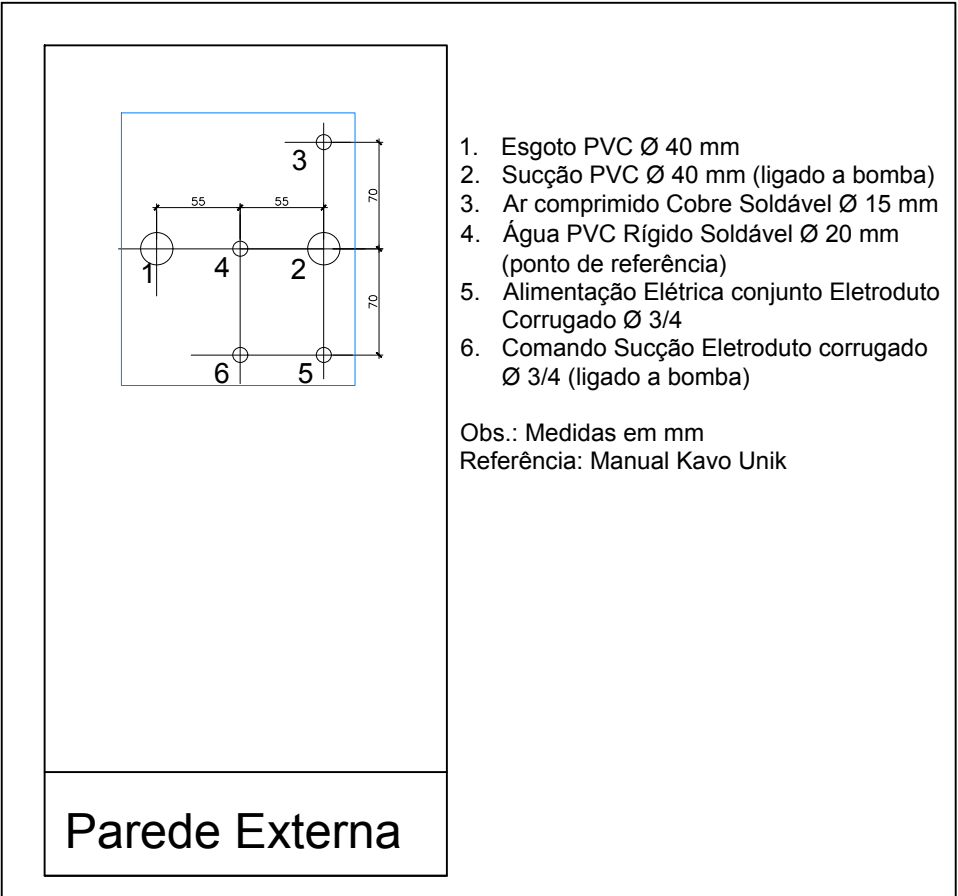 3
55
55
70
1
4
2
70
6
5
1. Esgoto PVC Ø 40 mm
2. Sucção PVC Ø 40 mm (ligado a bomba)
3. Ar comprimido Cobre Soldável Ø 15 mm
4. Água PVC Rígido Soldável Ø 20 mm
(ponto de referência)
5. Alimentação Elétrica conjunto Eletroduto
Corrugado Ø 3/4
6. Comando Sucção Eletroduto corrugado
Ø 3/4 (ligado a bomba)
Obs.: Medidas em mm
Referência: Manual Kavo Unik
Parede Externa